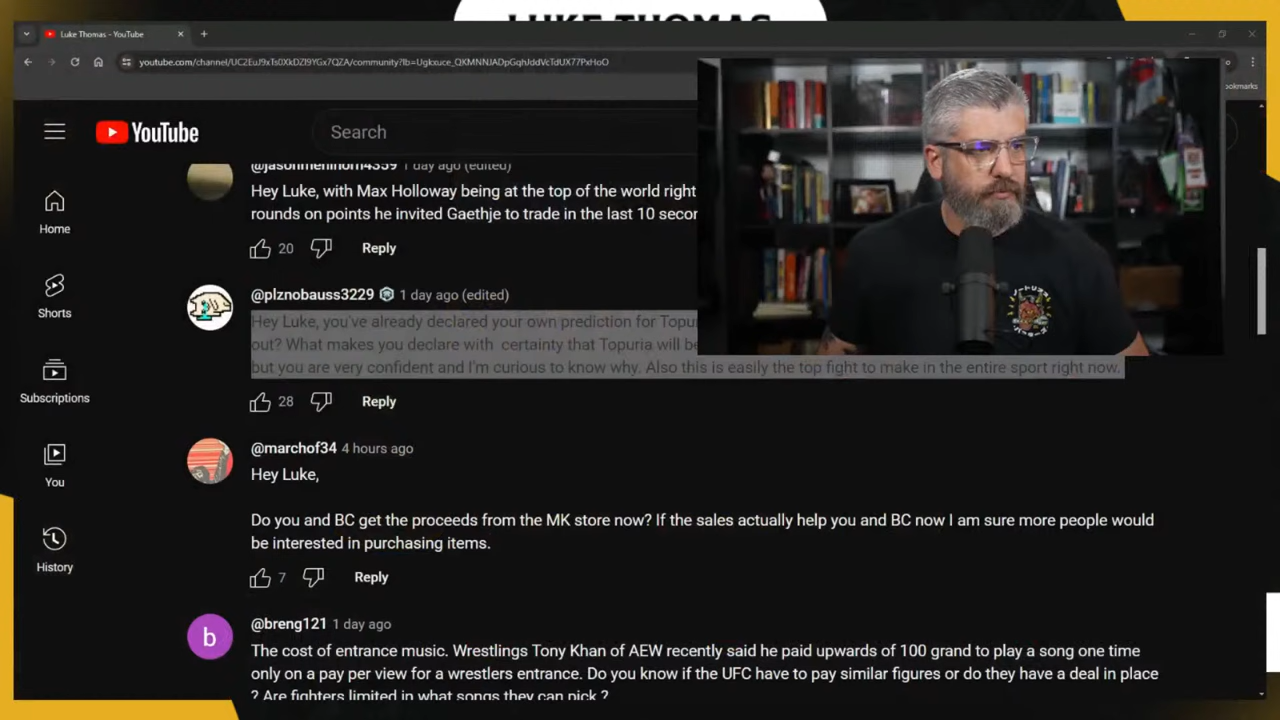 LUKE THOMAS
Luke Thomas - YouTube
youtube.com/channel/UC2EuJ9xTs0XkDZI9YGx7QZA/community?lb=Ugkxuce_QKMNNJADpGqhJddVcTdUX77PxHoO
ookmarks
YouTube
Search
@jasonmenhorn4359 1 day ago (edited)
Hey Luke, with Max Holloway being at the top of the world right
rounds on points he invited Gaethje to trade in the last 10 secon
20 Reply
Home
Shorts
Subscriptions
You
History
@plznobauss3229 1 day ago (edited)
Hey Luke, you've already declared your own prediction for Topur
out? What makes you declare with certainty that Topuria will be
but you are very confident and I'm curious to know why. Also this is easily the top fight to make in the entire sport right now.
28 Reply
@marchof34 4 hours ago
Hey Luke,
Do you and BC get the proceeds from the MK store now? If the sales actually help you and BC now I am sure more people would
be interested in purchasing items.
7 Reply
b
@breng121 1 day ago
The cost of entrance music. Wrestlings Tony Khan of AEW recently said he paid upwards of 100 grand to play a song one time
only on a pay per view for a wrestlers entrance. Do you know if the UFC have to pay similar figures or do they have a deal in place
? Are fighters limited in what songs they can pick ?